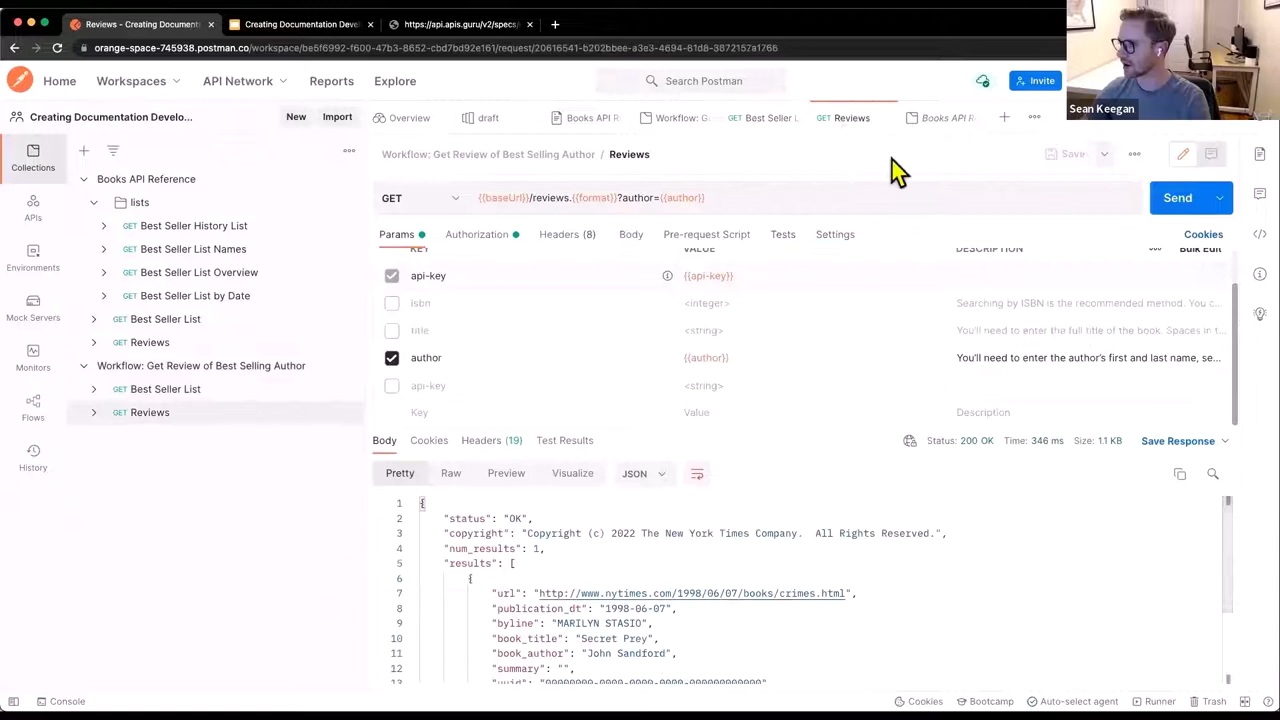 Reviews - Creating Documentati
Creating Documentation Devel
https://api.apis.guru/v2/specs/
orange-space-745938.postman.co/workspace/be5f6992-f600-47b3-8652-cbd7bd92e161/request/20616541-b202bbee-a3e3-4694-81d8-3872157a1766
Home
Workspaces
API Network
Reports
Explore
Search Postman
Invite
Sean Keegan
Creating Documentation Develo...
New
Import
Overview
draft
Books API R
Workflow: G
Best Seller L
Reviews
Books API R
Workflow: Get Review of Best Selling Author / Reviews
Save
Collections
APIs
Environments
Mock Servers
Monitors
Flows
History
Books API Reference
lists
GET Best Seller History List
GET Best Seller List Names
GET Best Seller List Overview
GET Best Seller List by Date
GET Best Seller List
GET Reviews
Workflow: Get Review of Best Selling Author
GET Best Seller List
GET Reviews
GET
{{baseUrl}}/reviews.{{format}}?author={{author}}
Send
Params
Authorization
Headers (8)
Body
Pre-request Script
Tests
Settings
Cookies
KEY VALUE DESCRIPTION Bulk Edit
api-key {{api-key}}
isbn <integer> Searching by ISBN is the recommended method. You c...
title <string> You'll need to enter the full title of the book. Spaces in t...
author {{author}} You'll need to enter the author's first and last name, se...
api-key <string>
Key Value Description
Body Cookies Headers (19) Test Results
Status: 200 OK Time: 346 ms Size: 1.1 KB Save Response
Pretty Raw Preview Visualize JSON
1 {
2 "status": "OK",
3 "copyright": "Copyright (c) 2022 The New York Times Company.  All Rights Reserved.",
4 "num_results": 1,
5 "results": [
6 {
7 "url": "http://www.nytimes.com/1998/06/07/books/crimes.html",
8 "publication_dt": "1998-06-07",
9 "byline": "MARILYN STASIO",
10 "book_title": "Secret Prey",
11 "book_author": "John Sandford",
12 "summary": "",
13 "uuid": "00000000-0000-0000-0000-000000000000"
Console
Cookies
Bootcamp
Auto-select agent
Runner
Trash